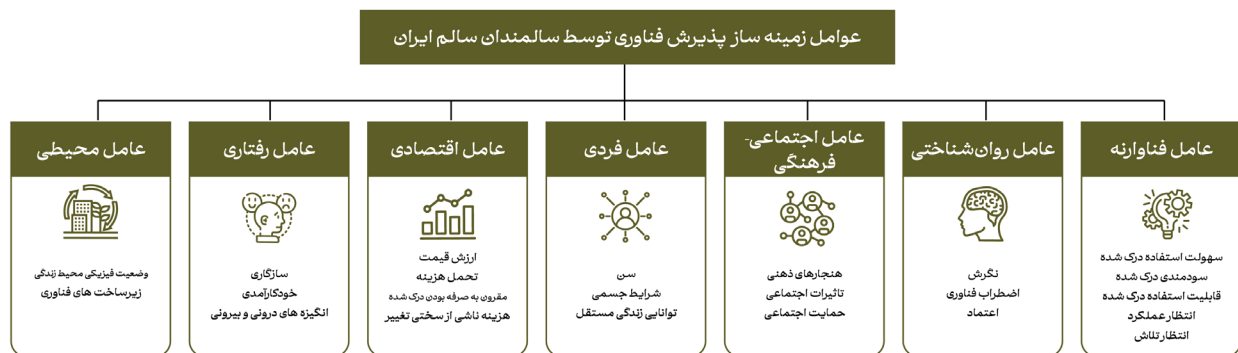 عوامل زمینه ساز پذیرش فناوری توسط سالمندان سالم ایران
عامل فناوارنه
سهولت استفاده درک شده
سودمندی درک شده
قابلیت استفاده درک شده
انتظار عملکرد
انتظار تلاش
عامل روان‌شناختی
نگرش
اضطراب فناوری
اعتماد
عامل اجتماعی-
فرهنگی
هنجارهای ذهنی
تاثیرات اجتماعی
حمایت اجتماعی
عامل فردی
سن
شرایط جسمی
توانایی زندگی مستقل
عامل اقتصادی
ارزش قیمت
تحمل هزینه
مقرون به صرفه بودن درک شده
هزینه ناشی از سختی تغییر
عامل رفتاری
سازگاری
خودکارآمدی
انگیزه های درونی و بیرونی
عامل محیطی
وضعیت فیزیکی محیط زندگی
زیرساخت های فناوری